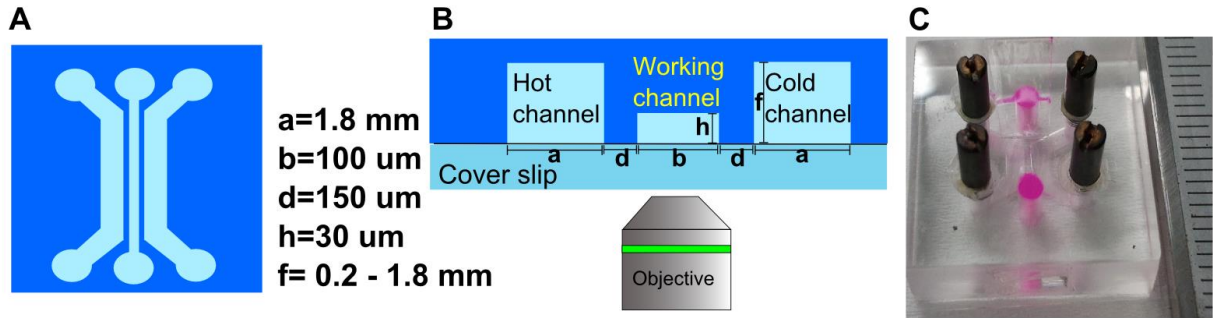 A
a=1.8 mm
b=100 um
d=150 um
h=30 um
f= 0.2 - 1.8 mm
B
Hot
channel
Working
channel
h
f
Cold
channel
a
d
b
d
a
Cover slip
Objective
C